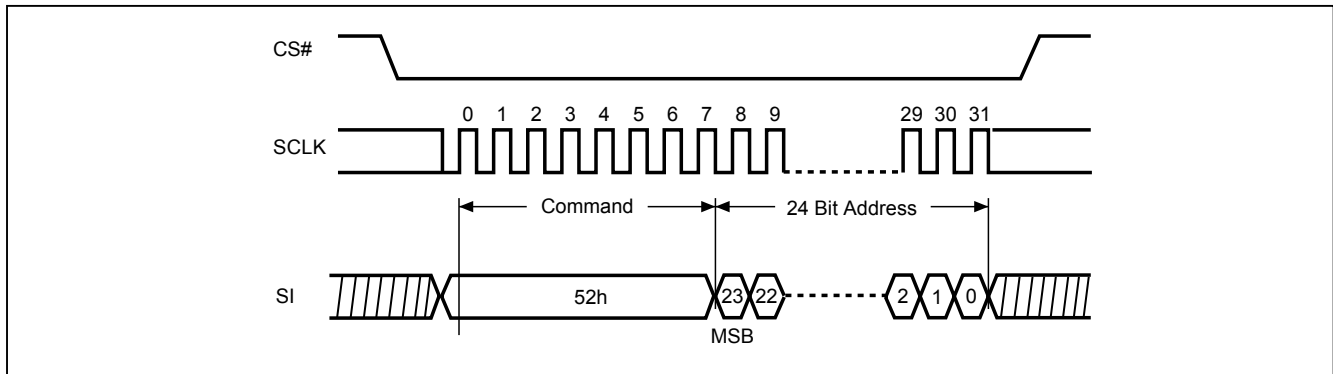 CS#
0 1 2 3 4 5 6 7 8 9 29 30 31
SCLK
Command 24 Bit Address
SI 52h 23 22 2 1 0
MSB